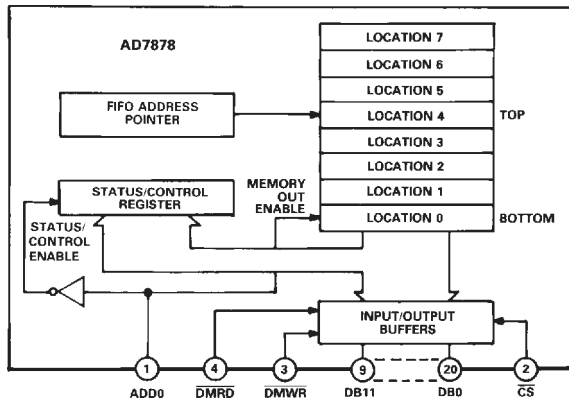 AD7878
LOCATION 7
LOCATION 6
LOCATION 5
FIFO ADDRESS
POINTER
LOCATION 4
TOP
LOCATION 3
LOCATION 2
LOCATION 1
LOCATION 0
BOTTOM
STATUS/CONTROL
REGISTER
MEMORY
OUT
ENABLE
STATUS/
CONTROL
ENABLE
INPUT/OUTPUT
BUFFERS
1
4
3
9
20
2
ADD0
DMRD
DMWR
DB11
DB0
CS